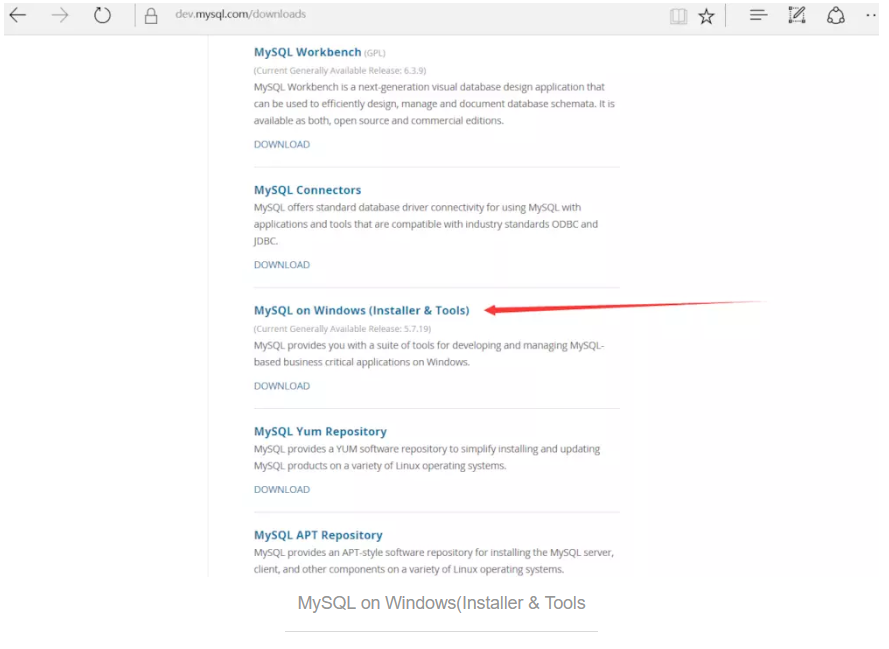 dev.mysql.com/downloads
MySQL Workbench (GPL)
(Current Generally Available Release: 6.3.9)
MySQL Workbench is a next-generation visual database design application that
can be used to efficiently design, manage and document database schemata. It is
available as both, open source and commercial editions.
DOWNLOAD
MySQL Connectors
MySQL offers standard database driver connectivity for using MySQL with
applications and tools that are compatible with industry standards ODBC and
JDBC.
DOWNLOAD
MySQL on Windows (Installer & Tools)
(Current Generally Available Release: 5.7.19)
MySQL provides you with a suite of tools for developing and managing MySQL-
based business critical applications on Windows.
DOWNLOAD
MySQL Yum Repository
MySQL provides a YUM software repository to simplify installing and updating
MySQL products on a variety of Linux operating systems.
DOWNLOAD
MySQL APT Repository
MySQL provides an APT-style software repository for installing the MySQL server,
client, and other components on a variety of Linux operating systems.
MySQL on Windows(Installer & Tools